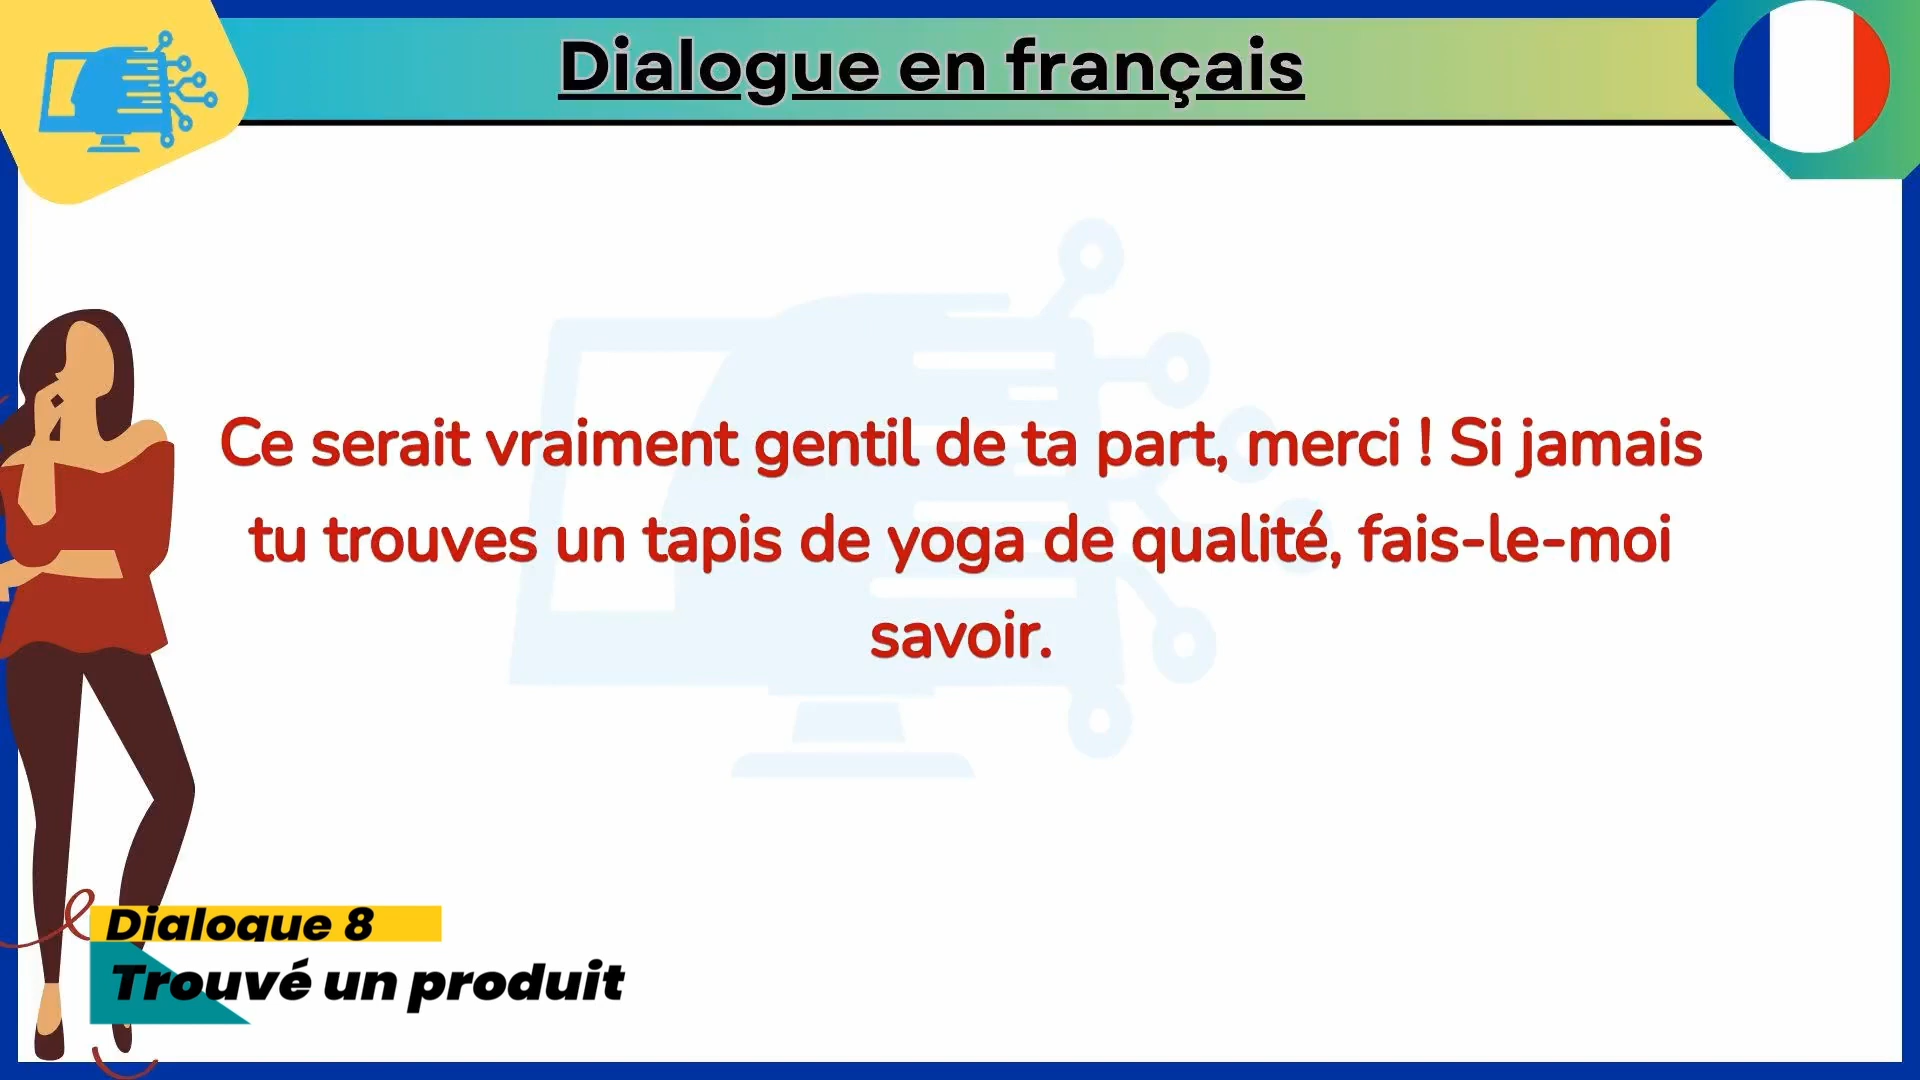 Dialogue en français
Ce serait vraiment gentil de ta part, merci ! Si jamais
tu trouves un tapis de yoga de qualité, fais-le-moi
savoir.
Dialogue 8
Trouvé un produit